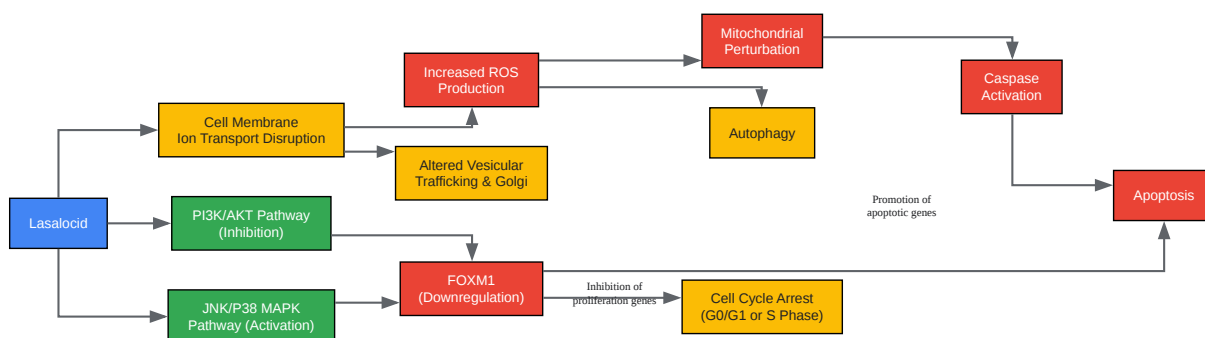 Mitochondrial
Perturbation
Increased ROS
Production
Caspase
Activation
Cell Membrane
Ion Transport Disruption
Autophagy
Altered Vesicular
Trafficking & Golgi
Lasalocid
PI3K/AKT Pathway
(Inhibition)
Promotion of
apoptotic genes
Apoptosis
FOXM1
(Downregulation)
Inhibition of
proliferation genes
Cell Cycle Arrest
(G0/G1 or S Phase)
JNK/P38 MAPK
Pathway (Activation)